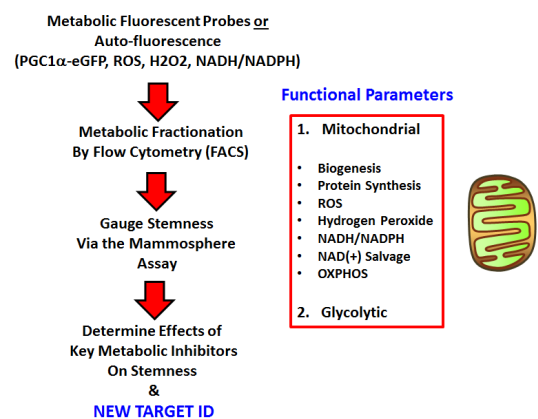 Metabolic Fluorescent Probes or
Auto-fluorescence
(PGC1α-eGFP, ROS, H2O2, NADH/NADPH)
Metabolic Fractionation
By Flow Cytometry (FACS)
Gauge Stemness
Via the Mammosphere
Assay
Determine Effects of
Key Metabolic Inhibitors
On Stemness
&
NEW TARGET ID
Functional Parameters
1. Mitochondrial
• Biogenesis
• Protein Synthesis
• ROS
• Hydrogen Peroxide
• NADH/NADPH
• NAD(+) Salvage
• OXPHOS
2. Glycolytic